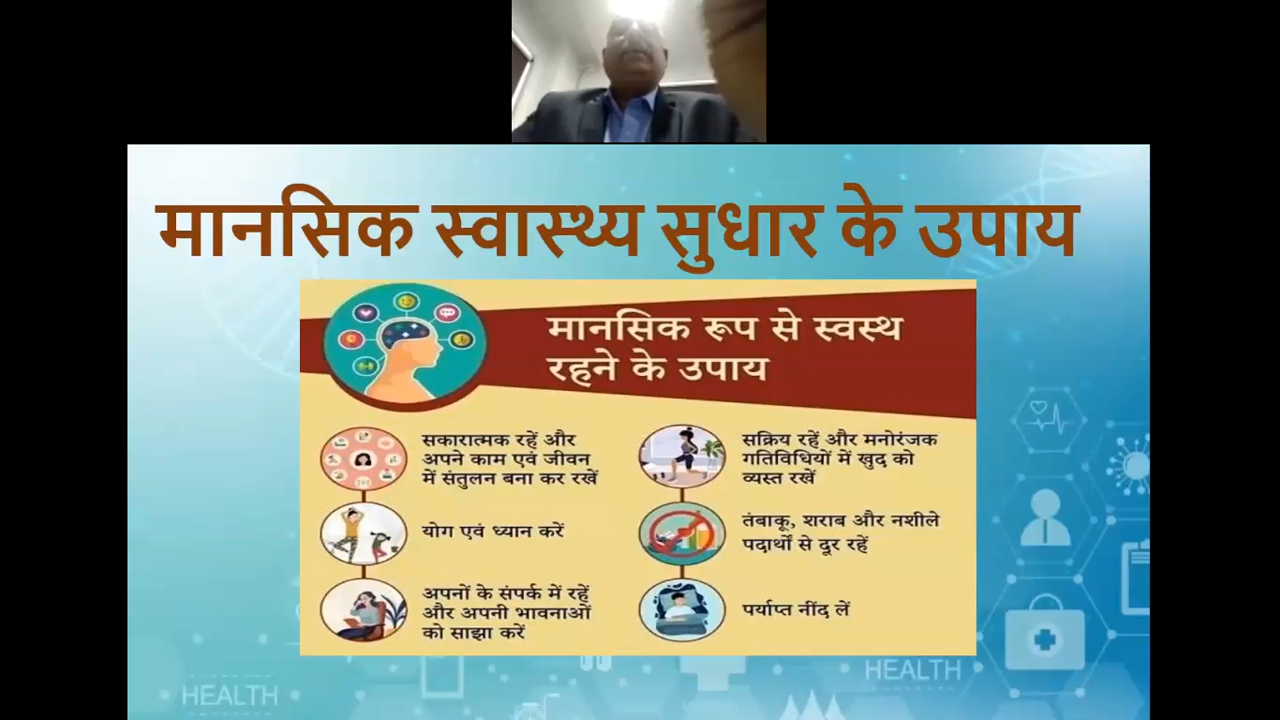 मानसिक स्वास्थ्य सुधार के उपाय
मानसिक रूप से स्वस्थ
रहने के उपाय
सकारात्मक रहें और
अपने काम एवं जीवन
में संतुलन बना कर रखें
योग एवं ध्यान करें
अपनों के संपर्क में रहें
और अपनी भावनाओं
को साझा करें
सक्रिय रहें और मनोरंजक
गतिविधियों में खुद को
व्यस्त रखें
तंबाकू, शराब और नशीले
पदार्थों से दूर रहें
पर्याप्त नींद लें
HEALTH
HEALTH